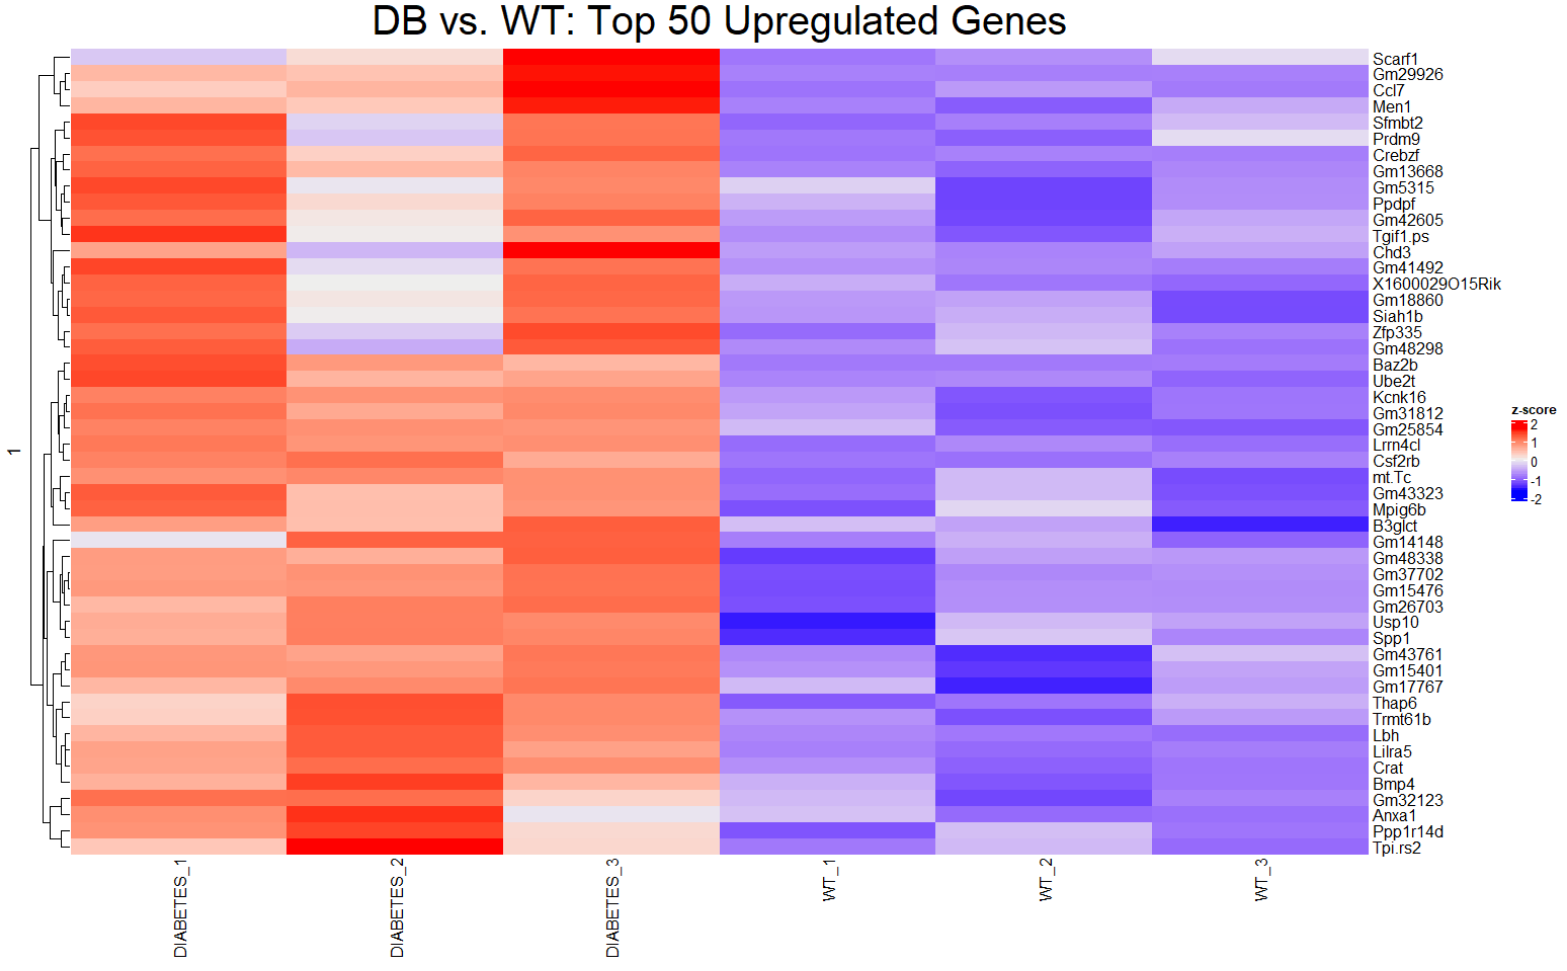 DB vs. WT: Top 50 Upregulated Genes
Scarf1
Gm29926
Ccl7
Men1
Sfmbt2
Prdm9
Crebzf
Gm13668
Gm5315
Ppdpf
Gm42605
Tgif1.ps
Chd3
Gm41492
X1600029O15Rik
Gm18860
Siah1b
Zfp335
Gm48298
Baz2b
Ube2t
Kcnk16
Gm31812
Gm25854
Lrrn4cl
Csf2rb
mt.Tc
Gm43323
Mpig6b
B3glct
Gm14148
Gm48338
Gm37702
Gm15476
Gm26703
Usp10
Spp1
Gm43761
Gm15401
Gm17767
Thap6
Trmt61b
Lbh
Lilra5
Crat
Bmp4
Gm32123
Anxa1
Ppp1r14d
Tpi.rs2
1
z-score
2
1
0
-1
-2
DIABETES_1
DIABETES_2
DIABETES_3
WT_1
WT_2
WT_3